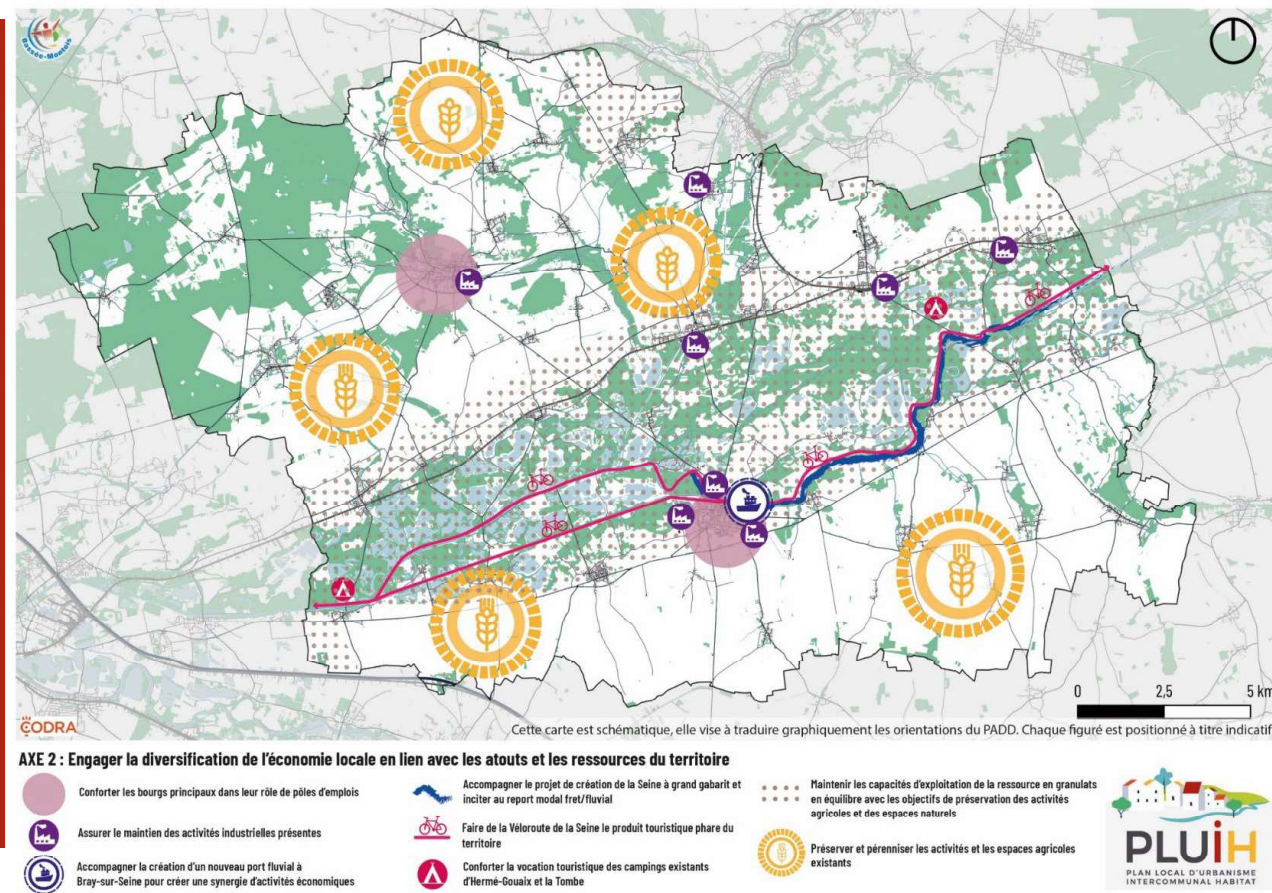 Bassée-Montois
0 2,5 5 km
CODRA
Cette carte est schématique, elle vise à traduire graphiquement les orientations du PADD. Chaque figuré est positionné à titre indicatif
AXE 2 : Engager la diversification de l'économie locale en lien avec les atouts et les ressources du territoire
Conforter les bourgs principaux dans leur rôle de pôles d'emplois
Assurer le maintien des activités industrielles présentes
Accompagner la création d'un nouveau port fluvial à
Bray-sur-Seine pour créer une synergie d'activités économiques
Accompagner le projet de création de la Seine à grand gabarit et
inciter au report modal fret/fluvial
Faire de la Véloroute de la Seine le produit touristique phare du
territoire
Conforter la vocation touristique des campings existants
d'Hermé-Gouaix et la Tombe
Maintenir les capacités d'exploitation de la ressource en granulats
en équilibre avec les objectifs de préservation des activités
agricoles et des espaces naturels
Préserver et pérenniser les activités et les espaces agricoles
existants
PLUiH
PLAN LOCAL D'URBANISME
INTERCOMMUNAL HABITAT